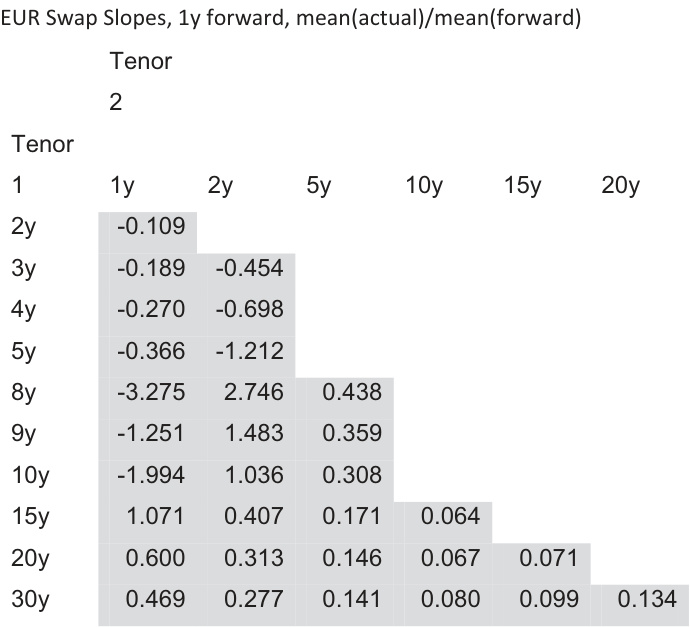 EUR Swap Slopes, 1y forward, mean(actual)/mean(forward)
Tenor
2
Tenor
1 1y 2y 5y 10y 15y 20y
2y -0.109
3y -0.189 -0.454
4y -0.270 -0.698
5y -0.366 -1.212
8y -3.275 2.746 0.438
9y -1.251 1.483 0.359
10y -1.994 1.036 0.308
15y 1.071 0.407 0.171 0.064
20y 0.600 0.313 0.146 0.067 0.071
30y 0.469 0.277 0.141 0.080 0.099 0.134